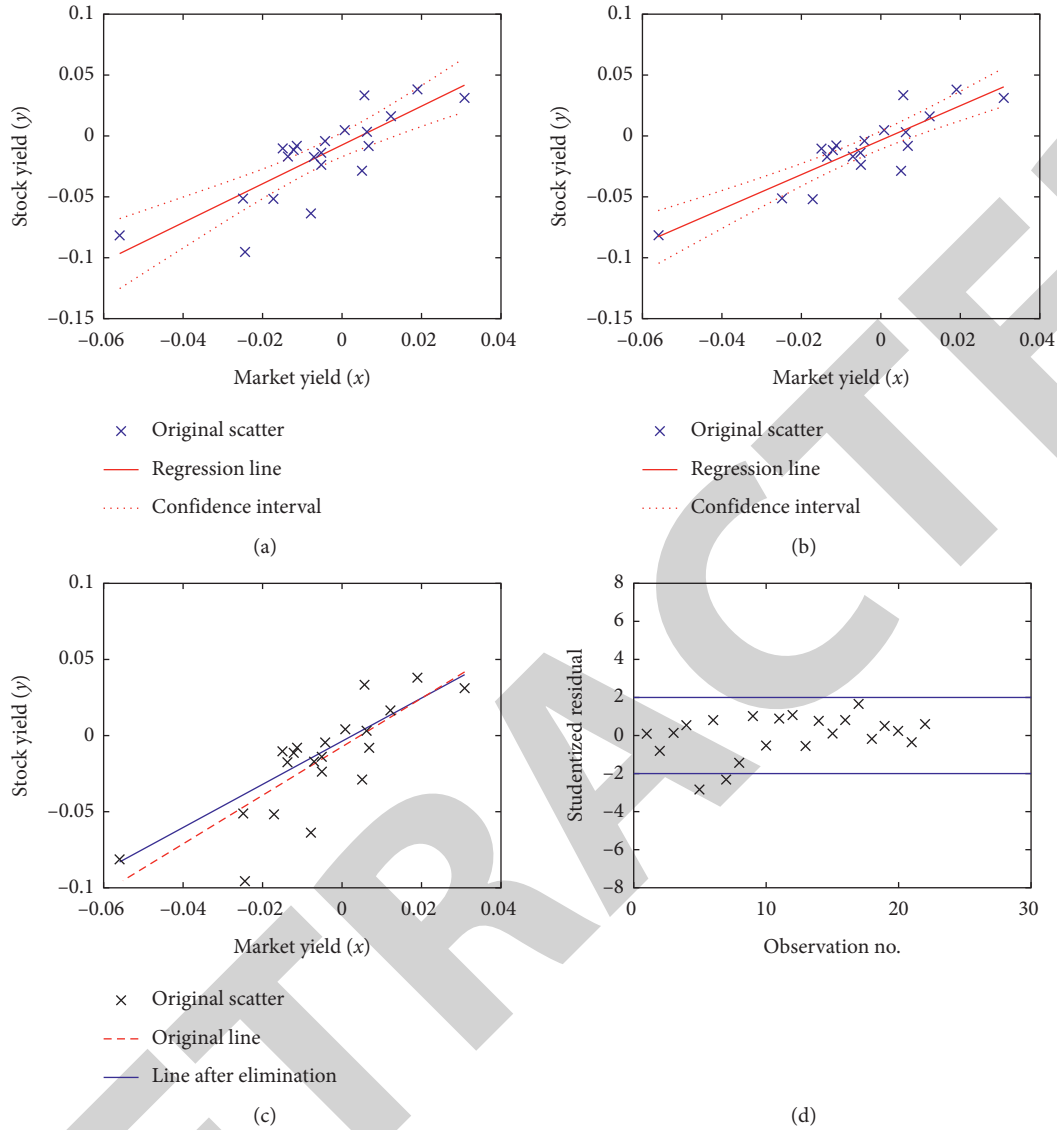 0.1
0.05
0
−0.05
−0.1
−0.15
Stock yield (y)
−0.06 −0.04 −0.02 0 0.02 0.04
Market yield (x)
Original scatter
Regression line
Confidence interval
(a)
0.1
0.05
0
−0.05
−0.1
−0.15
Stock yield (y)
−0.06 −0.04 −0.02 0 0.02 0.04
Market yield (x)
Original scatter
Regression line
Confidence interval
(b)
0.1
0.05
0
−0.05
−0.1
Stock yield (y)
−0.06 −0.04 −0.02 0 0.02 0.04
Market yield (x)
Original scatter
Original line
Line after elimination
(c)
8
6
4
2
0
−2
−4
−6
−8
Studentized residual
0 10 20 30
Observation no.
(d)
TRACTE